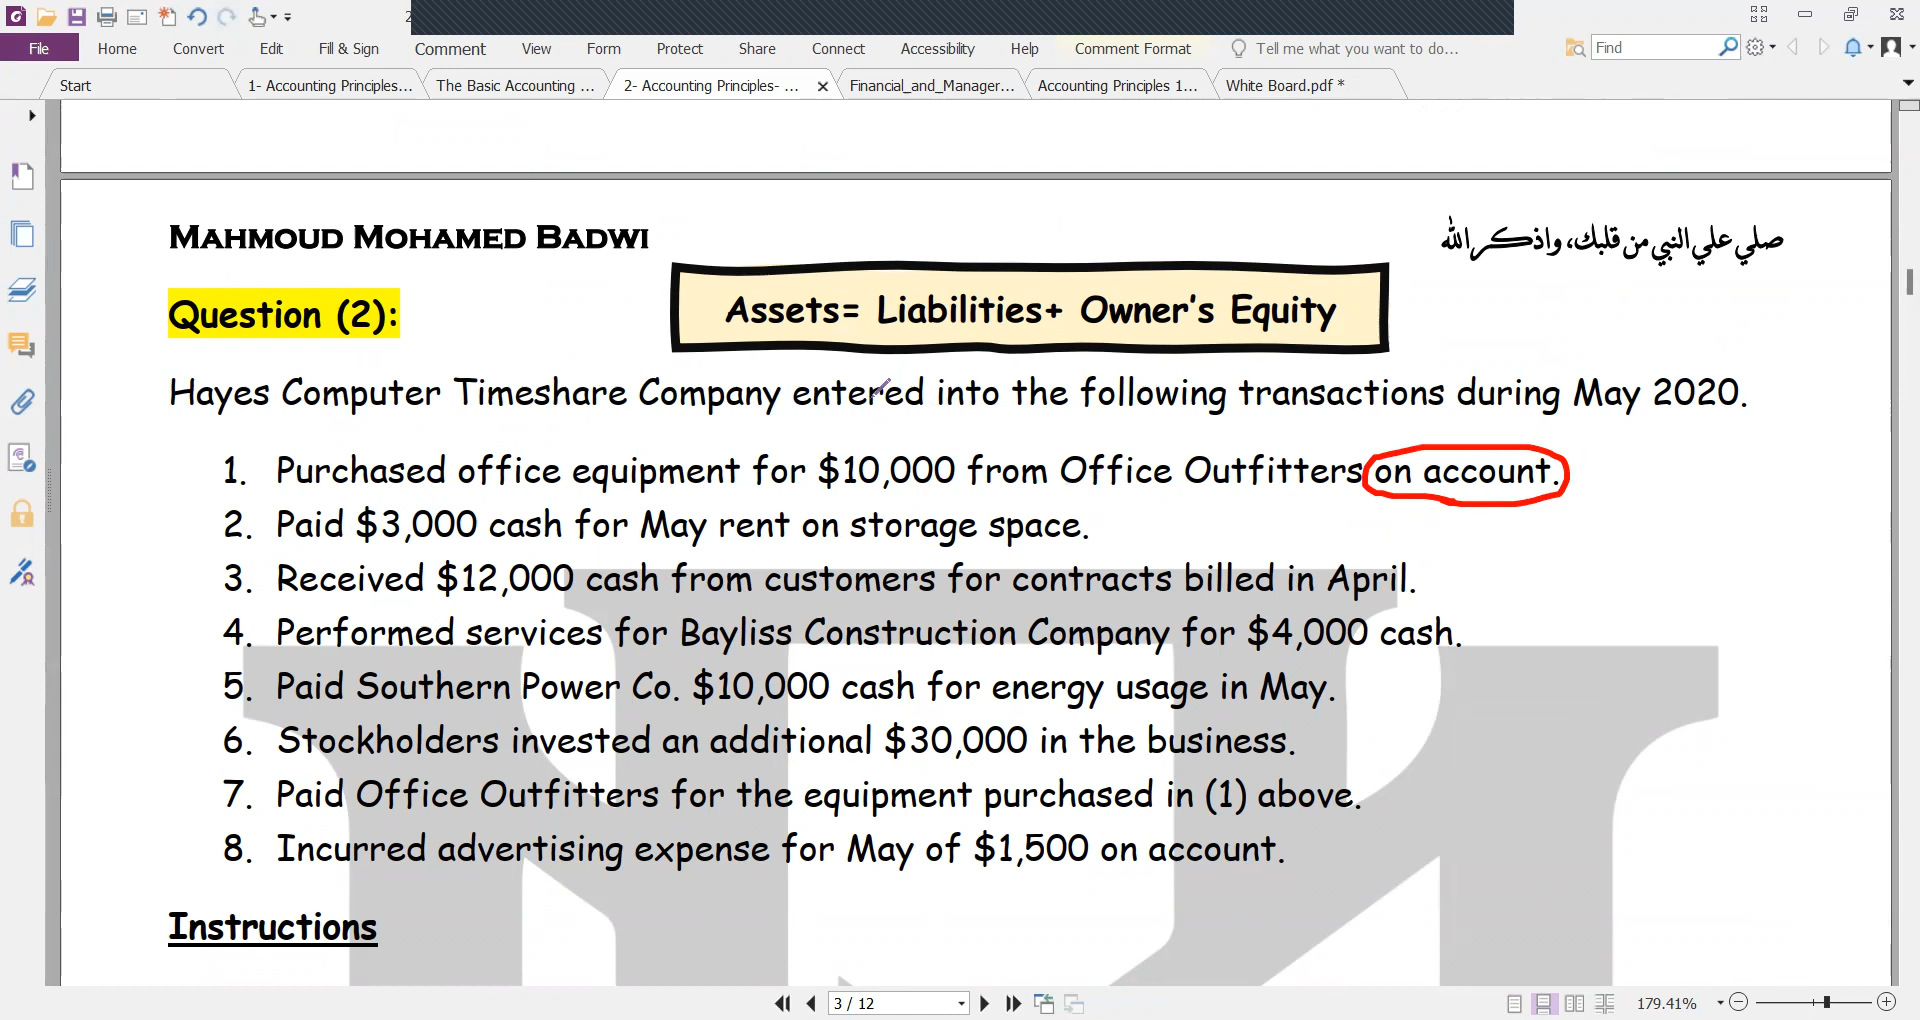 2
File Home Convert Edit Fill & Sign Comment View Form Protect Share Connect Accessibility Help Comment Format Tell me what you want to do... Find
Start 1- Accounting Principles... The Basic Accounting ... 2- Accounting Principles- ... Financial_and_Manager... Accounting Principles 1... White Board.pdf *
MAHMOUD MOHAMED BADWI صلي علي النبي من قلبك، واذكر الله
Question (2): Assets= Liabilities+ Owner's Equity
Hayes Computer Timeshare Company entered into the following transactions during May 2020.
1. Purchased office equipment for $10,000 from Office Outfitters on account.
2. Paid $3,000 cash for May rent on storage space.
3. Received $12,000 cash from customers for contracts billed in April.
4. Performed services for Bayliss Construction Company for $4,000 cash.
5. Paid Southern Power Co. $10,000 cash for energy usage in May.
6. Stockholders invested an additional $30,000 in the business.
7. Paid Office Outfitters for the equipment purchased in (1) above.
8. Incurred advertising expense for May of $1,500 on account.
Instructions
3 / 12 179.41%